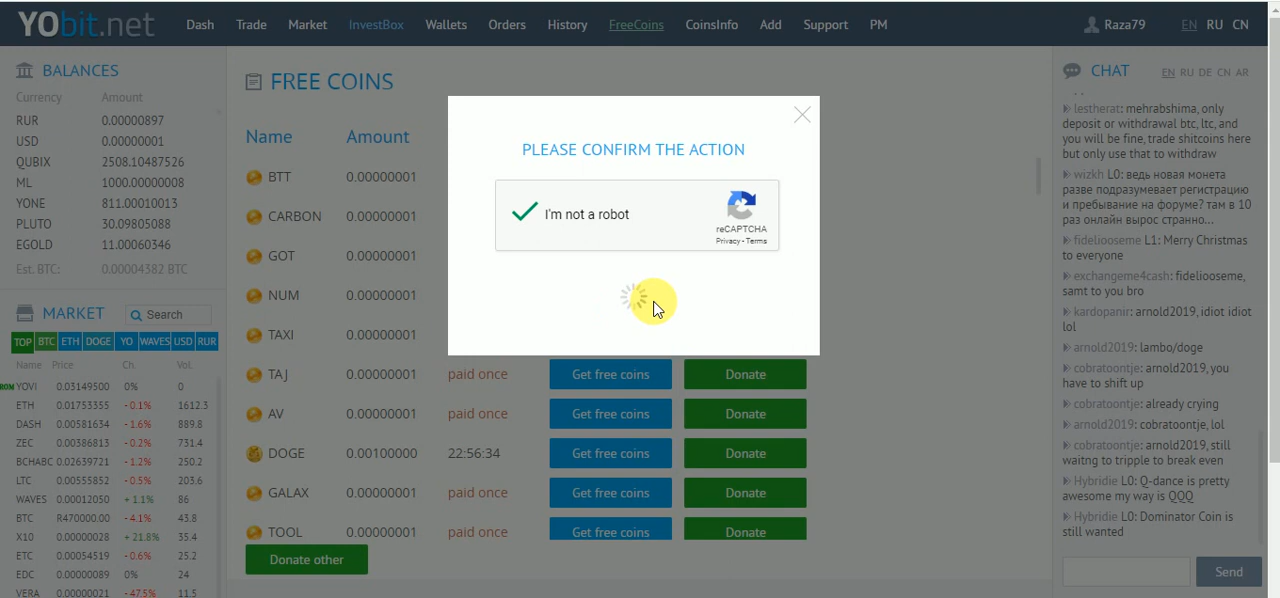 YObit.net Dash Trade Market InvestBox Wallets Orders History FreeCoins CoinsInfo Add Support PM Raza79 EN RU CN
BALANCES
Currency Amount
RUR 0.00000897
USD 0.00000001
QUBIX 2508.10487526
ML 1000.00000008
YONE 811.00010013
PLUTO 30.09805088
EGOLD 11.00060346
Est. BTC: 0.00004382 BTC
MARKET Search
TOP BTC ETH DOGE YO WAVES USD RUR
Name Price Ch. Vol.
YOVI 0.03149500 0% 0
ETH 0.01753355 - 0.1% 1612.3
DASH 0.00581634 - 1.6% 889.8
ZEC 0.00386813 - 0.2% 731.4
BCHABC 0.02639721 - 1.2% 250.2
LTC 0.00555852 - 0.5% 203.6
WAVES 0.00012050 + 1.1% 86
BTC R470000.00 - 4.1% 43.8
X10 0.00000028 + 21.8% 35.4
ETC 0.00054519 - 0.6% 25.2
EDC 0.00000089 0% 24
VERA 0.00000021 - 47.5% 11.5
FREE COINS
Name Amount
BTT 0.00000001
CARBON 0.00000001
GOT 0.00000001
NUM 0.00000001
TAXI 0.00000001
TAJ 0.00000001 paid once Get free coins Donate
AV 0.00000001 paid once Get free coins Donate
DOGE 0.00100000 22:56:34 Get free coins Donate
GALAX 0.00000001 paid once Get free coins Donate
TOOL 0.00000001 paid once Get free coins Donate
Donate other
PLEASE CONFIRM THE ACTION
I'm not a robot
reCAPTCHA
Privacy - Terms
CHAT EN RU DE CN AR
lestherat: mehrabshima, only
deposit or withdrawal btc, ltc, and
you will be fine, trade shitcoins here
but only use that to withdraw
wizkh L0: ведь новая монета
разве подразумевает регистрацию
и пребывание на форуме? там в 10
раз онлайн вырос странно...
fideliooseme L1: Merry Christmas
to everyone
exchangeme4cash: fideliooseme,
samt to you bro
kardopanir: arnold2019, idiot idiot
lol
arnold2019: lambo/doge
cobratoontje: arnold2019, you
have to shift up
cobratoontje: already crying
arnold2019: cobratoontje, lol
cobratoontje: arnold2019, still
waitng to tripple to break even
Hybridie L0: Q-dance is pretty
awesome my way is QQQ
Hybridie L0: Dominator Coin is
still wanted
Send